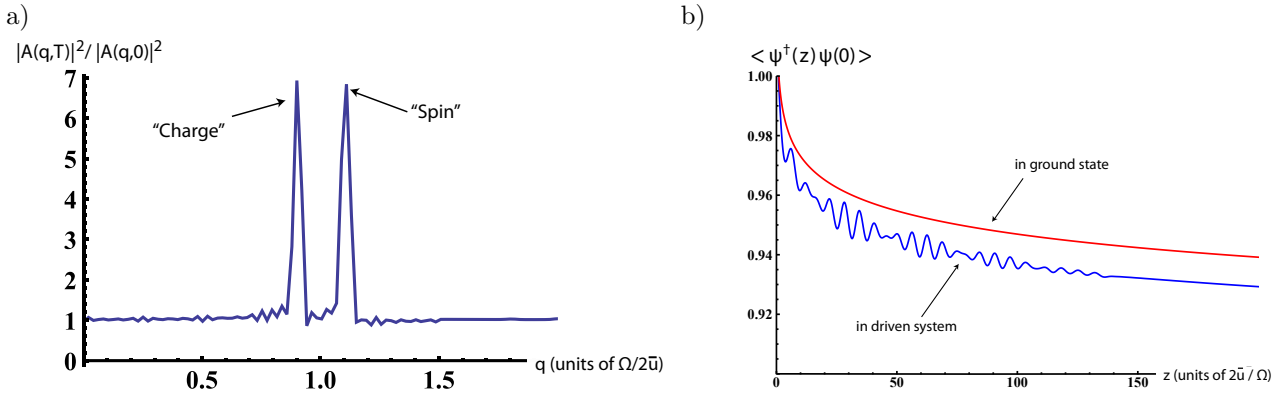 a)
|A(q,T)|²/|A(q,0)|²
7
6
5
4
3
2
1
0
0.5
1.0
1.5
"Charge"
"Spin"
q (units of Ω/2ū)
b)
< ψ†(z) ψ(0) >
1.00
0.98
0.96
0.94
0.92
0
50
100
150
in ground state
in driven system
z (units of 2ū/Ω)